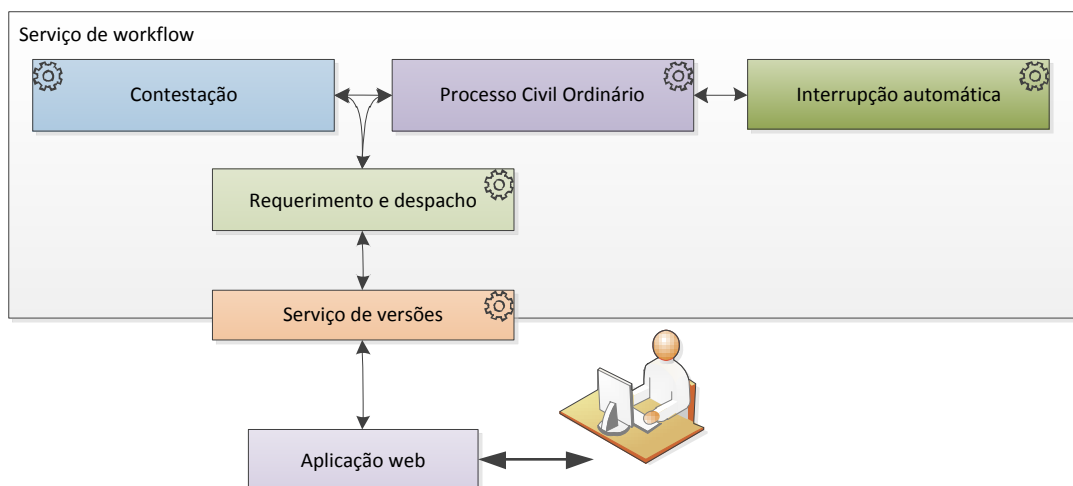 Serviço de workflow
Contestação
Processo Civil Ordinário
Interrupção automática
Requerimento e despacho
Serviço de versões
Aplicação web